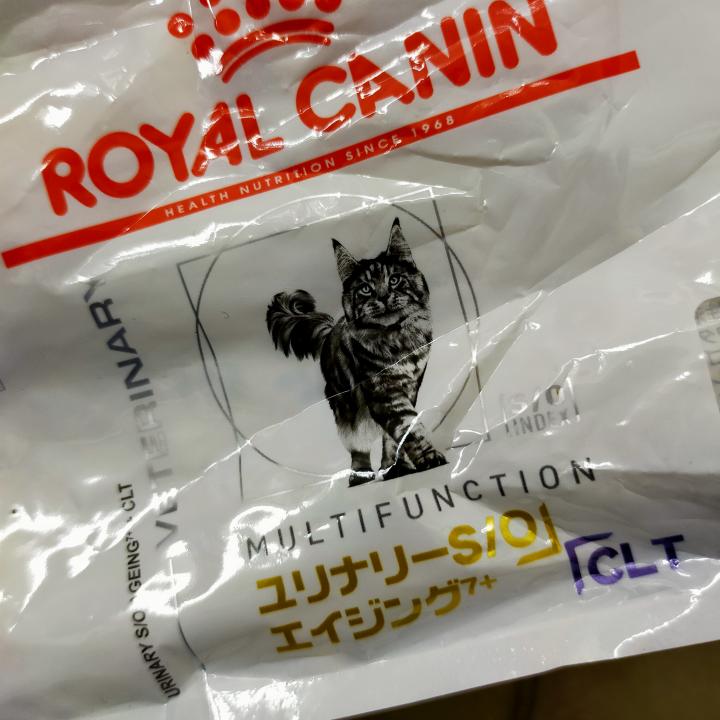 ROYAL CANIN
HEALTH NUTRITION SINCE 1968
VETERINARY
S/O
INDEX
MULTIFUNCTION
ユリナリーS/O
エイジング7+
CLT
URINARY S/O AGEING7+ CLT